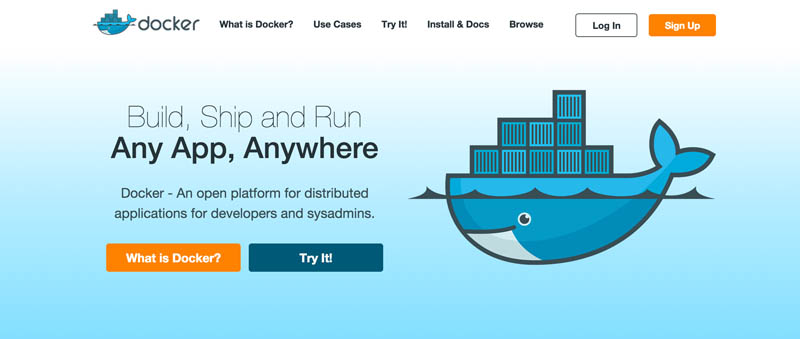 docker What is Docker? Use Cases Try It! Install & Docs Browse Log In Sign Up
Build, Ship and Run
Any App, Anywhere
Docker - An open platform for distributed
applications for developers and sysadmins.
What is Docker? Try It!